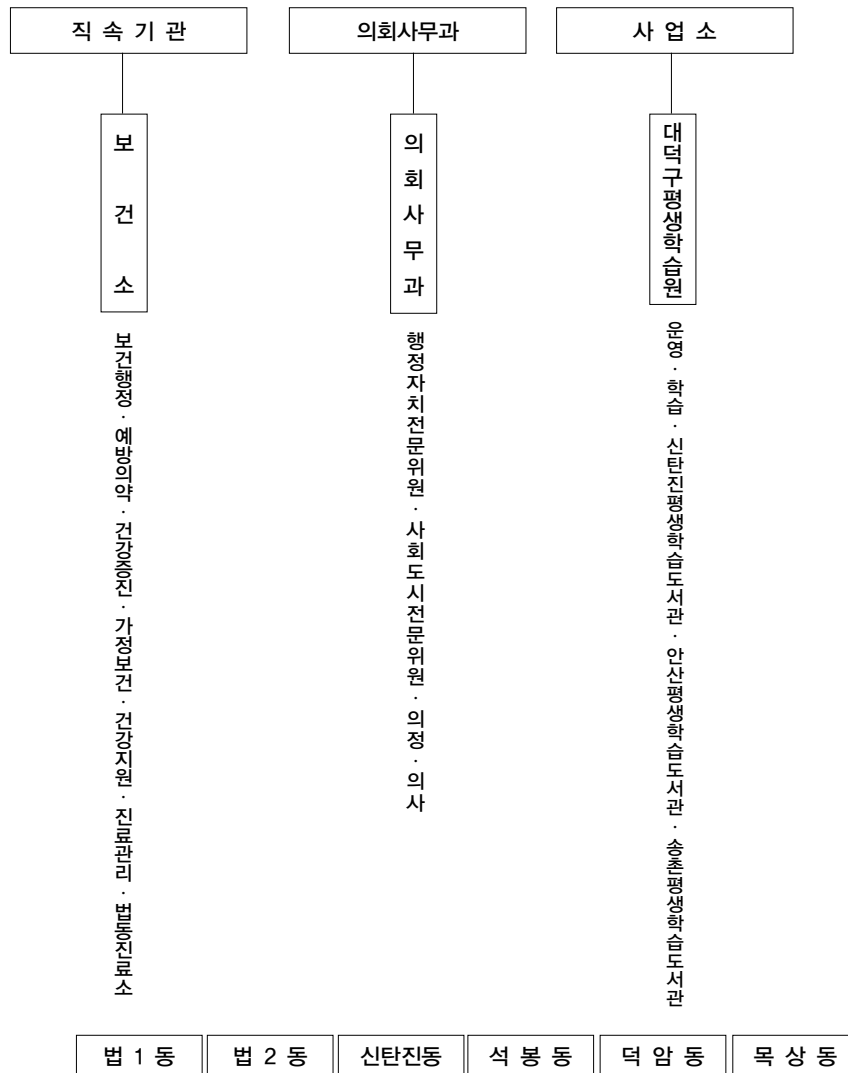 직 속 기 관
의회사무과
사 업 소
보 건 소
의회사무과
대덕구평생학습원
보건행정 · 예방의약 · 건강증진 · 가정보건 · 건강지원 · 진료관리 · 법동진료소
행정자치전문위원 · 사회도시전문위원 · 의정 · 의사
운영 · 학습 · 신탄진평생학습도서관 · 안산평생학습도서관 · 송촌평생학습도서관
법 1 동
법 2 동
신탄진동
석 봉 동
덕 암 동
목 상 동